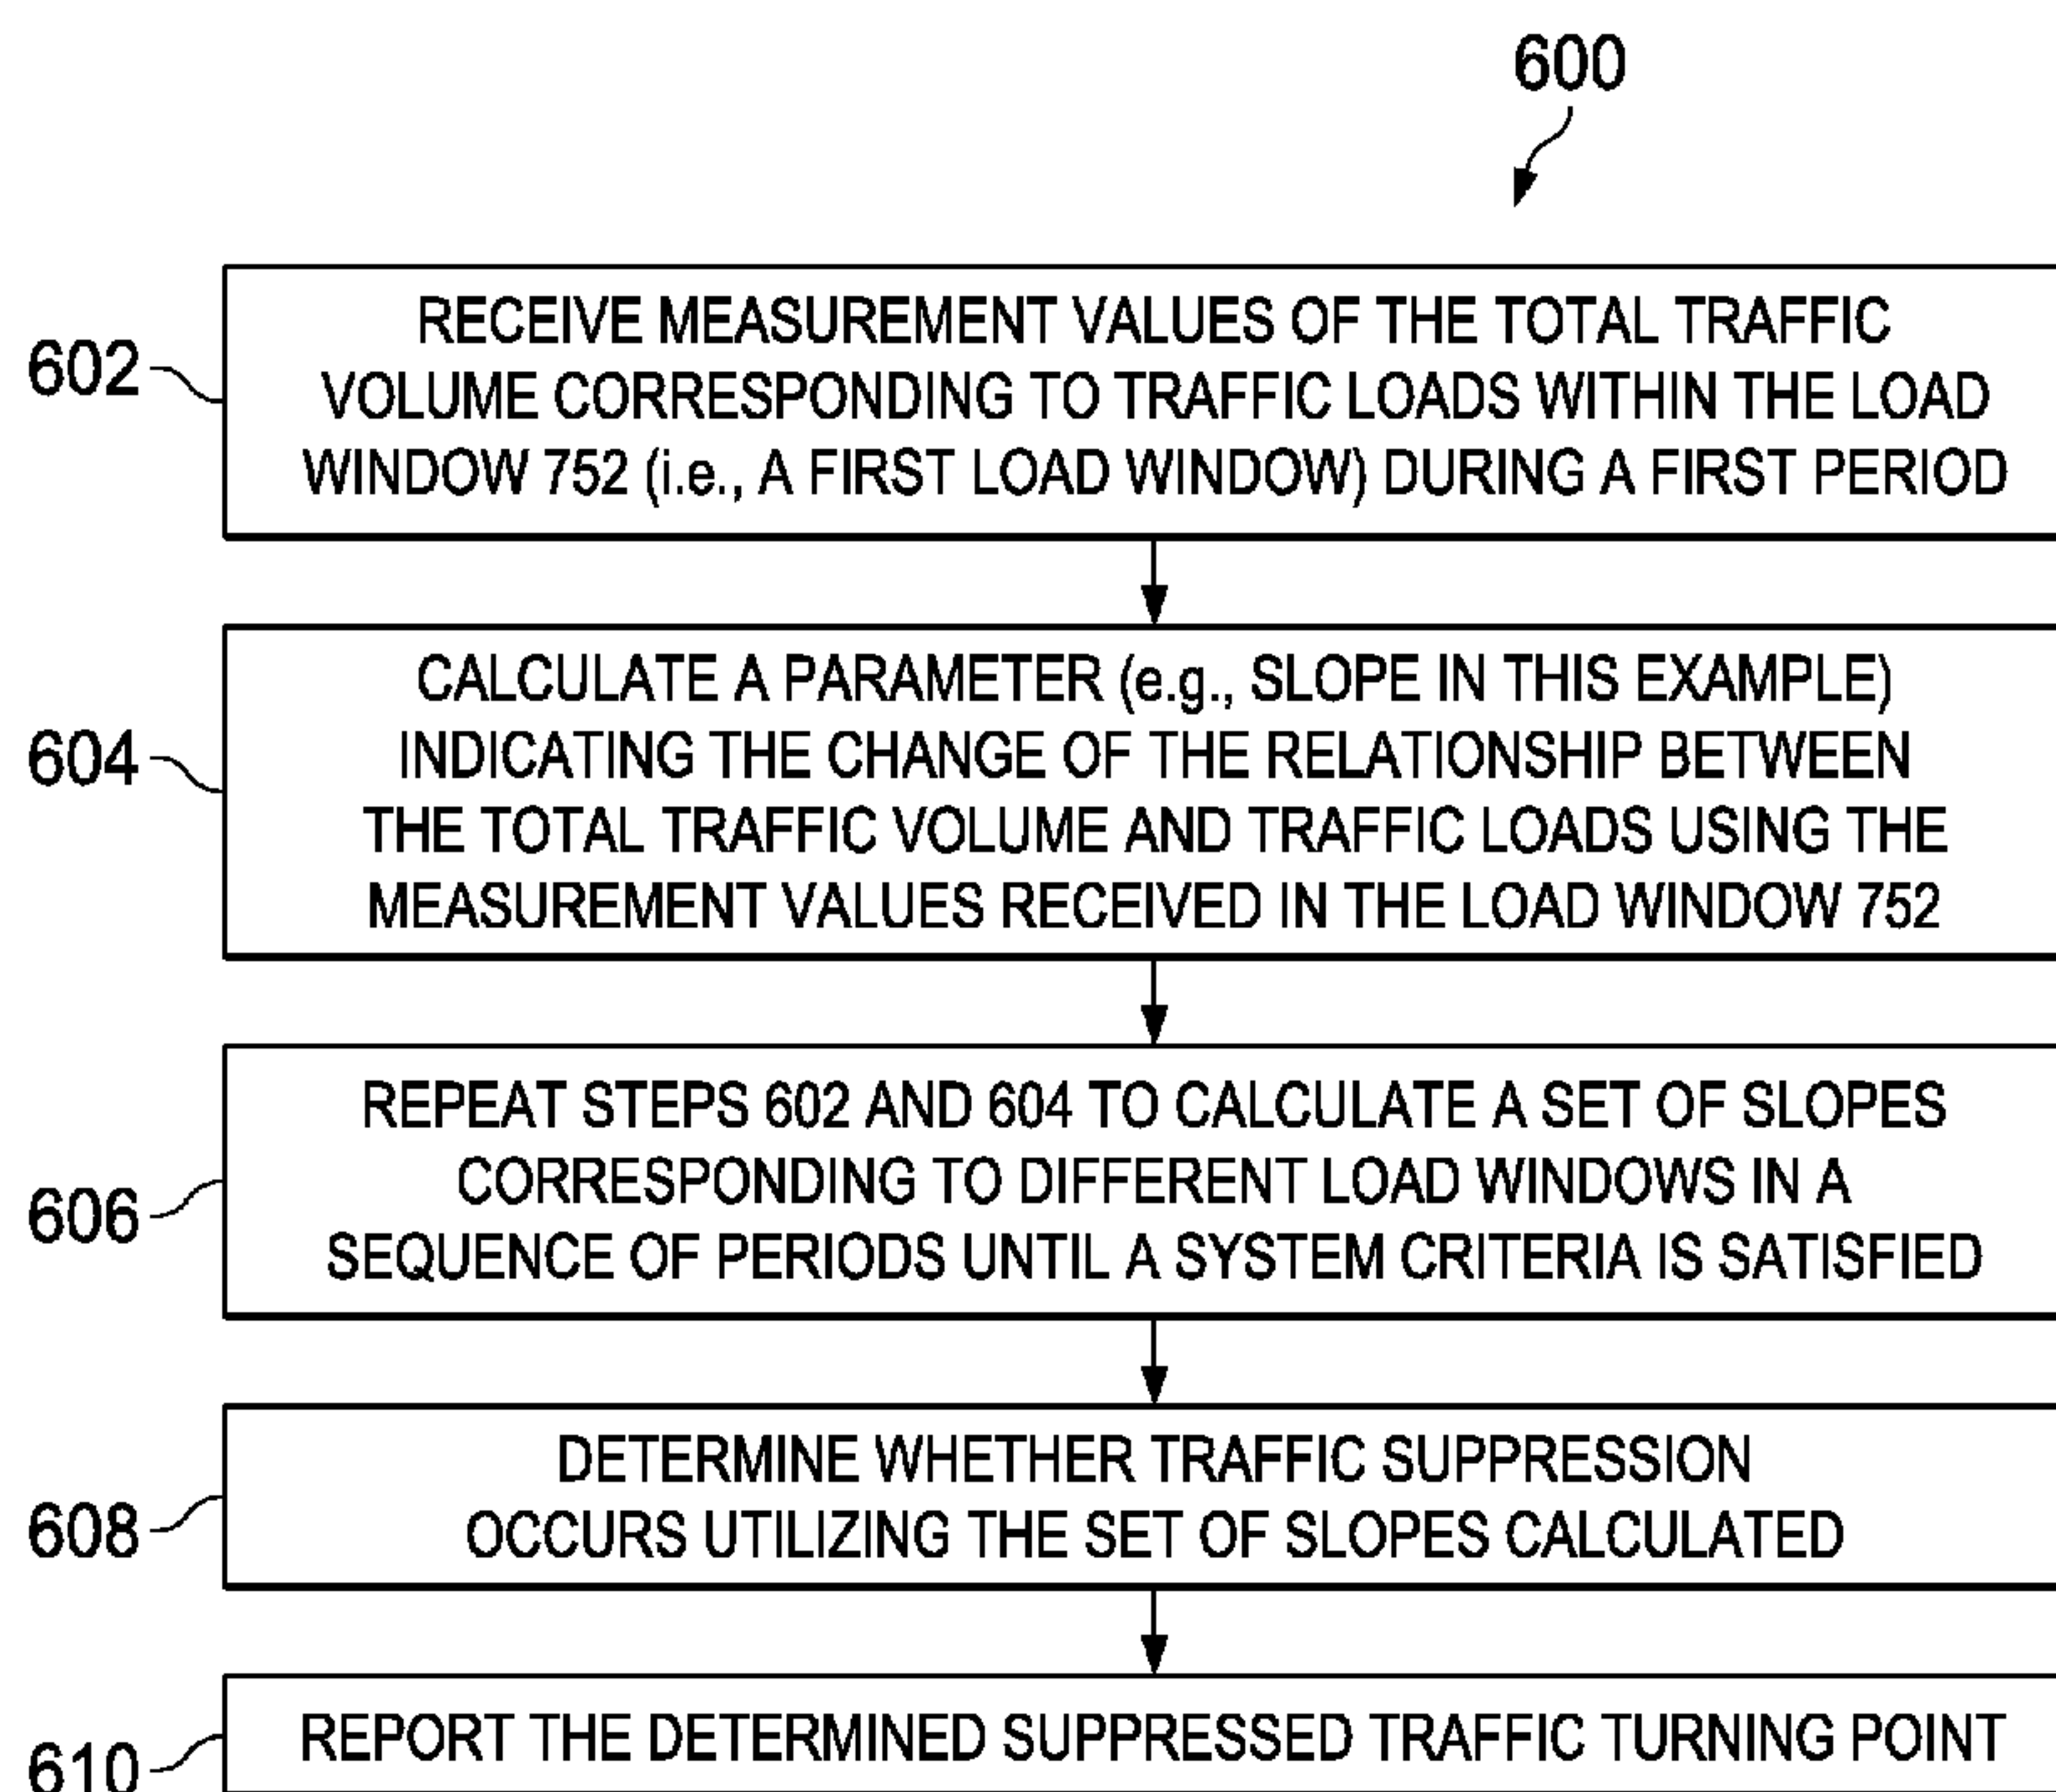 600
602
RECEIVE MEASUREMENT VALUES OF THE TOTAL TRAFFIC
VOLUME CORRESPONDING TO TRAFFIC LOADS WITHIN THE LOAD
WINDOW 752 (i.e., A FIRST LOAD WINDOW) DURING A FIRST PERIOD
604
CALCULATE A PARAMETER (e.g., SLOPE IN THIS EXAMPLE)
INDICATING THE CHANGE OF THE RELATIONSHIP BETWEEN
THE TOTAL TRAFFIC VOLUME AND TRAFFIC LOADS USING THE
MEASUREMENT VALUES RECEIVED IN THE LOAD WINDOW 752
606
REPEAT STEPS 602 AND 604 TO CALCULATE A SET OF SLOPES
CORRESPONDING TO DIFFERENT LOAD WINDOWS IN A
SEQUENCE OF PERIODS UNTIL A SYSTEM CRITERIA IS SATISFIED
608
DETERMINE WHETHER TRAFFIC SUPPRESSION
OCCURS UTILIZING THE SET OF SLOPES CALCULATED
610
REPORT THE DETERMINED SUPPRESSED TRAFFIC TURNING POINT